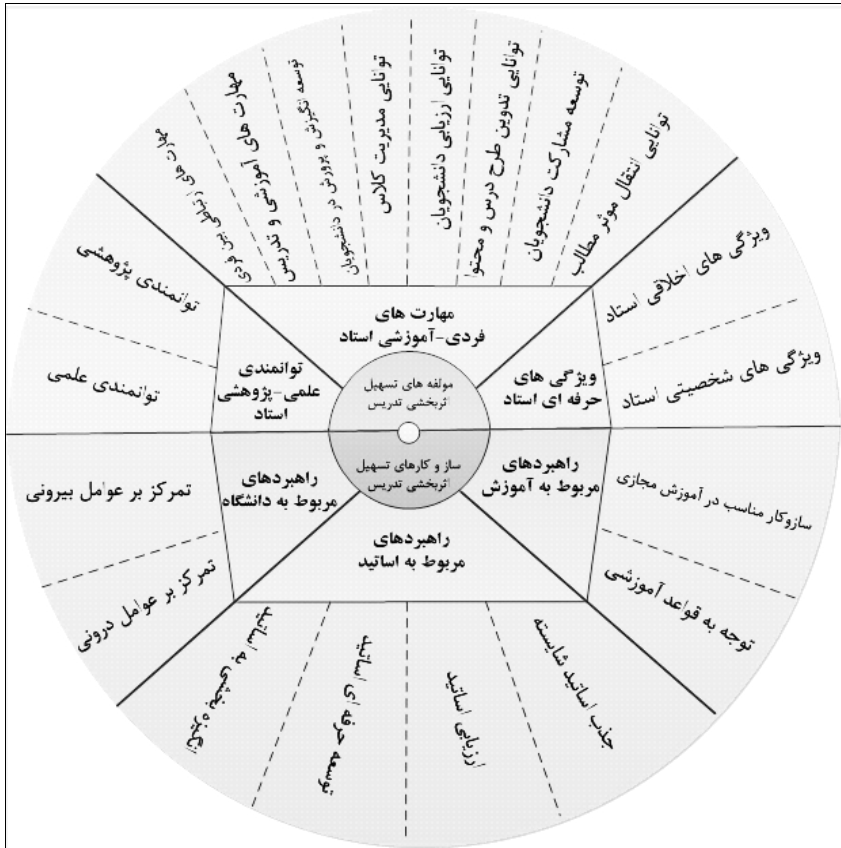 مهارت های ارتباطی بین فردی
مهارت های آموزشی و تدریس
توسعه انگیزش و پرورش در دانشجویان
توانایی مدیریت کلاس
توانایی ارزیابی دانشجویان
توانایی تدوین طرح درس و محتوا
توسعه مشارکت دانشجویان
توانایی انتقال موثر مطالب
ویژگی های اخلاقی استاد
ویژگی های شخصیتی استاد
توانمندی پژوهشی
توانمندی علمی
مهارت های
فردی-آموزشی استاد
ویژگی های
حرفه ای استاد
توانمندی
علمی-پژوهشی
استاد
مولفه های تسهیل
اثربخشی تدریس
ساز و کارهای تسهیل
اثربخشی تدریس
راهبردهای
مربوط به آموزش
راهبردهای
مربوط به دانشگاه
راهبردهای
مربوط به اساتید
سازوکار مناسب در آموزش مجازی
توجه به قواعد آموزشی
تمرکز بر عوامل بیرونی
تمرکز بر عوامل درونی
جذب اساتید شایسته
ارزیابی اساتید
توسعه حرفه ای اساتید
انگیزه بخشی به اساتید